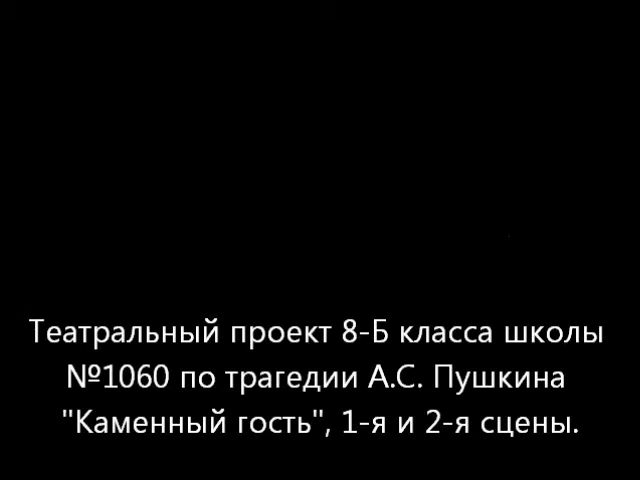 Театральный проект 8-Б класса школы
№1060 по трагедии А.С. Пушкина
"Каменный гость", 1-я и 2-я сцены.